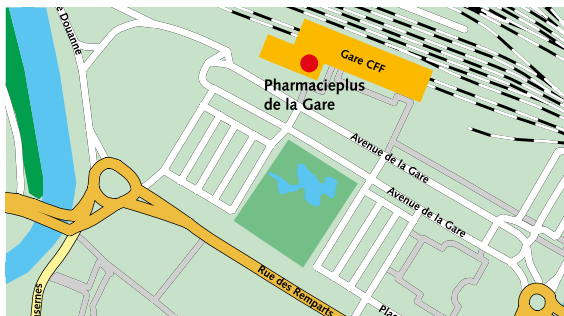 Douanne
Gare CFF
Pharmacieplus
de la Gare
Avenue de la Gare
Avenue de la Gare
Rue des Remparts
Plac
sernes